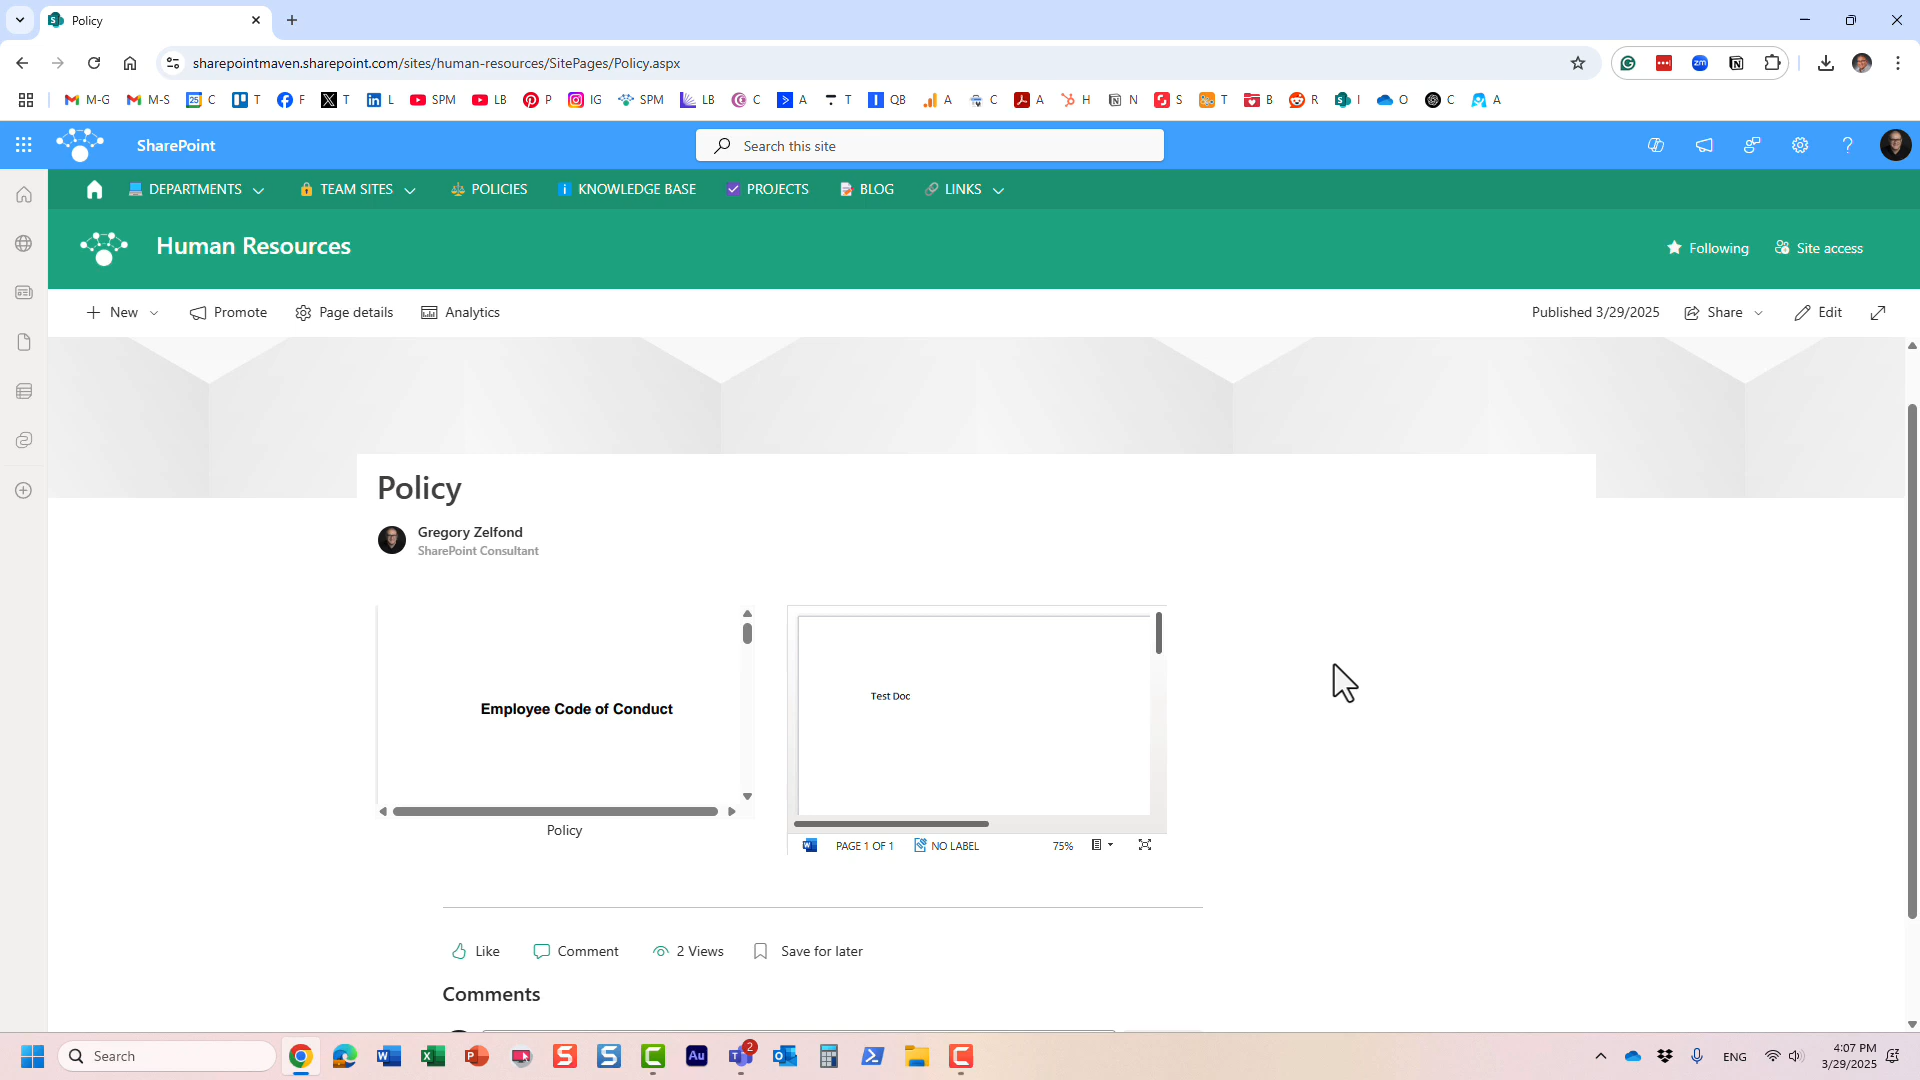 Policy
sharepointmaven.sharepoint.com/sites/human-resources/SitePages/Policy.aspx
M-G
M-S
C
T
F
T
L
SPM
LB
P
IG
SPM
LB
C
A
T
QB
A
C
A
H
N
S
T
B
R
I
O
C
A
SharePoint
Search this site
DEPARTMENTS
TEAM SITES
POLICIES
KNOWLEDGE BASE
PROJECTS
BLOG
LINKS
Human Resources
Following
Site access
New
Promote
Page details
Analytics
Published 3/29/2025
Share
Edit
Policy
Gregory Zelfond
SharePoint Consultant
Employee Code of Conduct
Policy
Test Doc
PAGE 1 OF 1
NO LABEL
75%
Like
Comment
2 Views
Save for later
Comments
Search
2
ENG
4:07 PM
3/29/2025